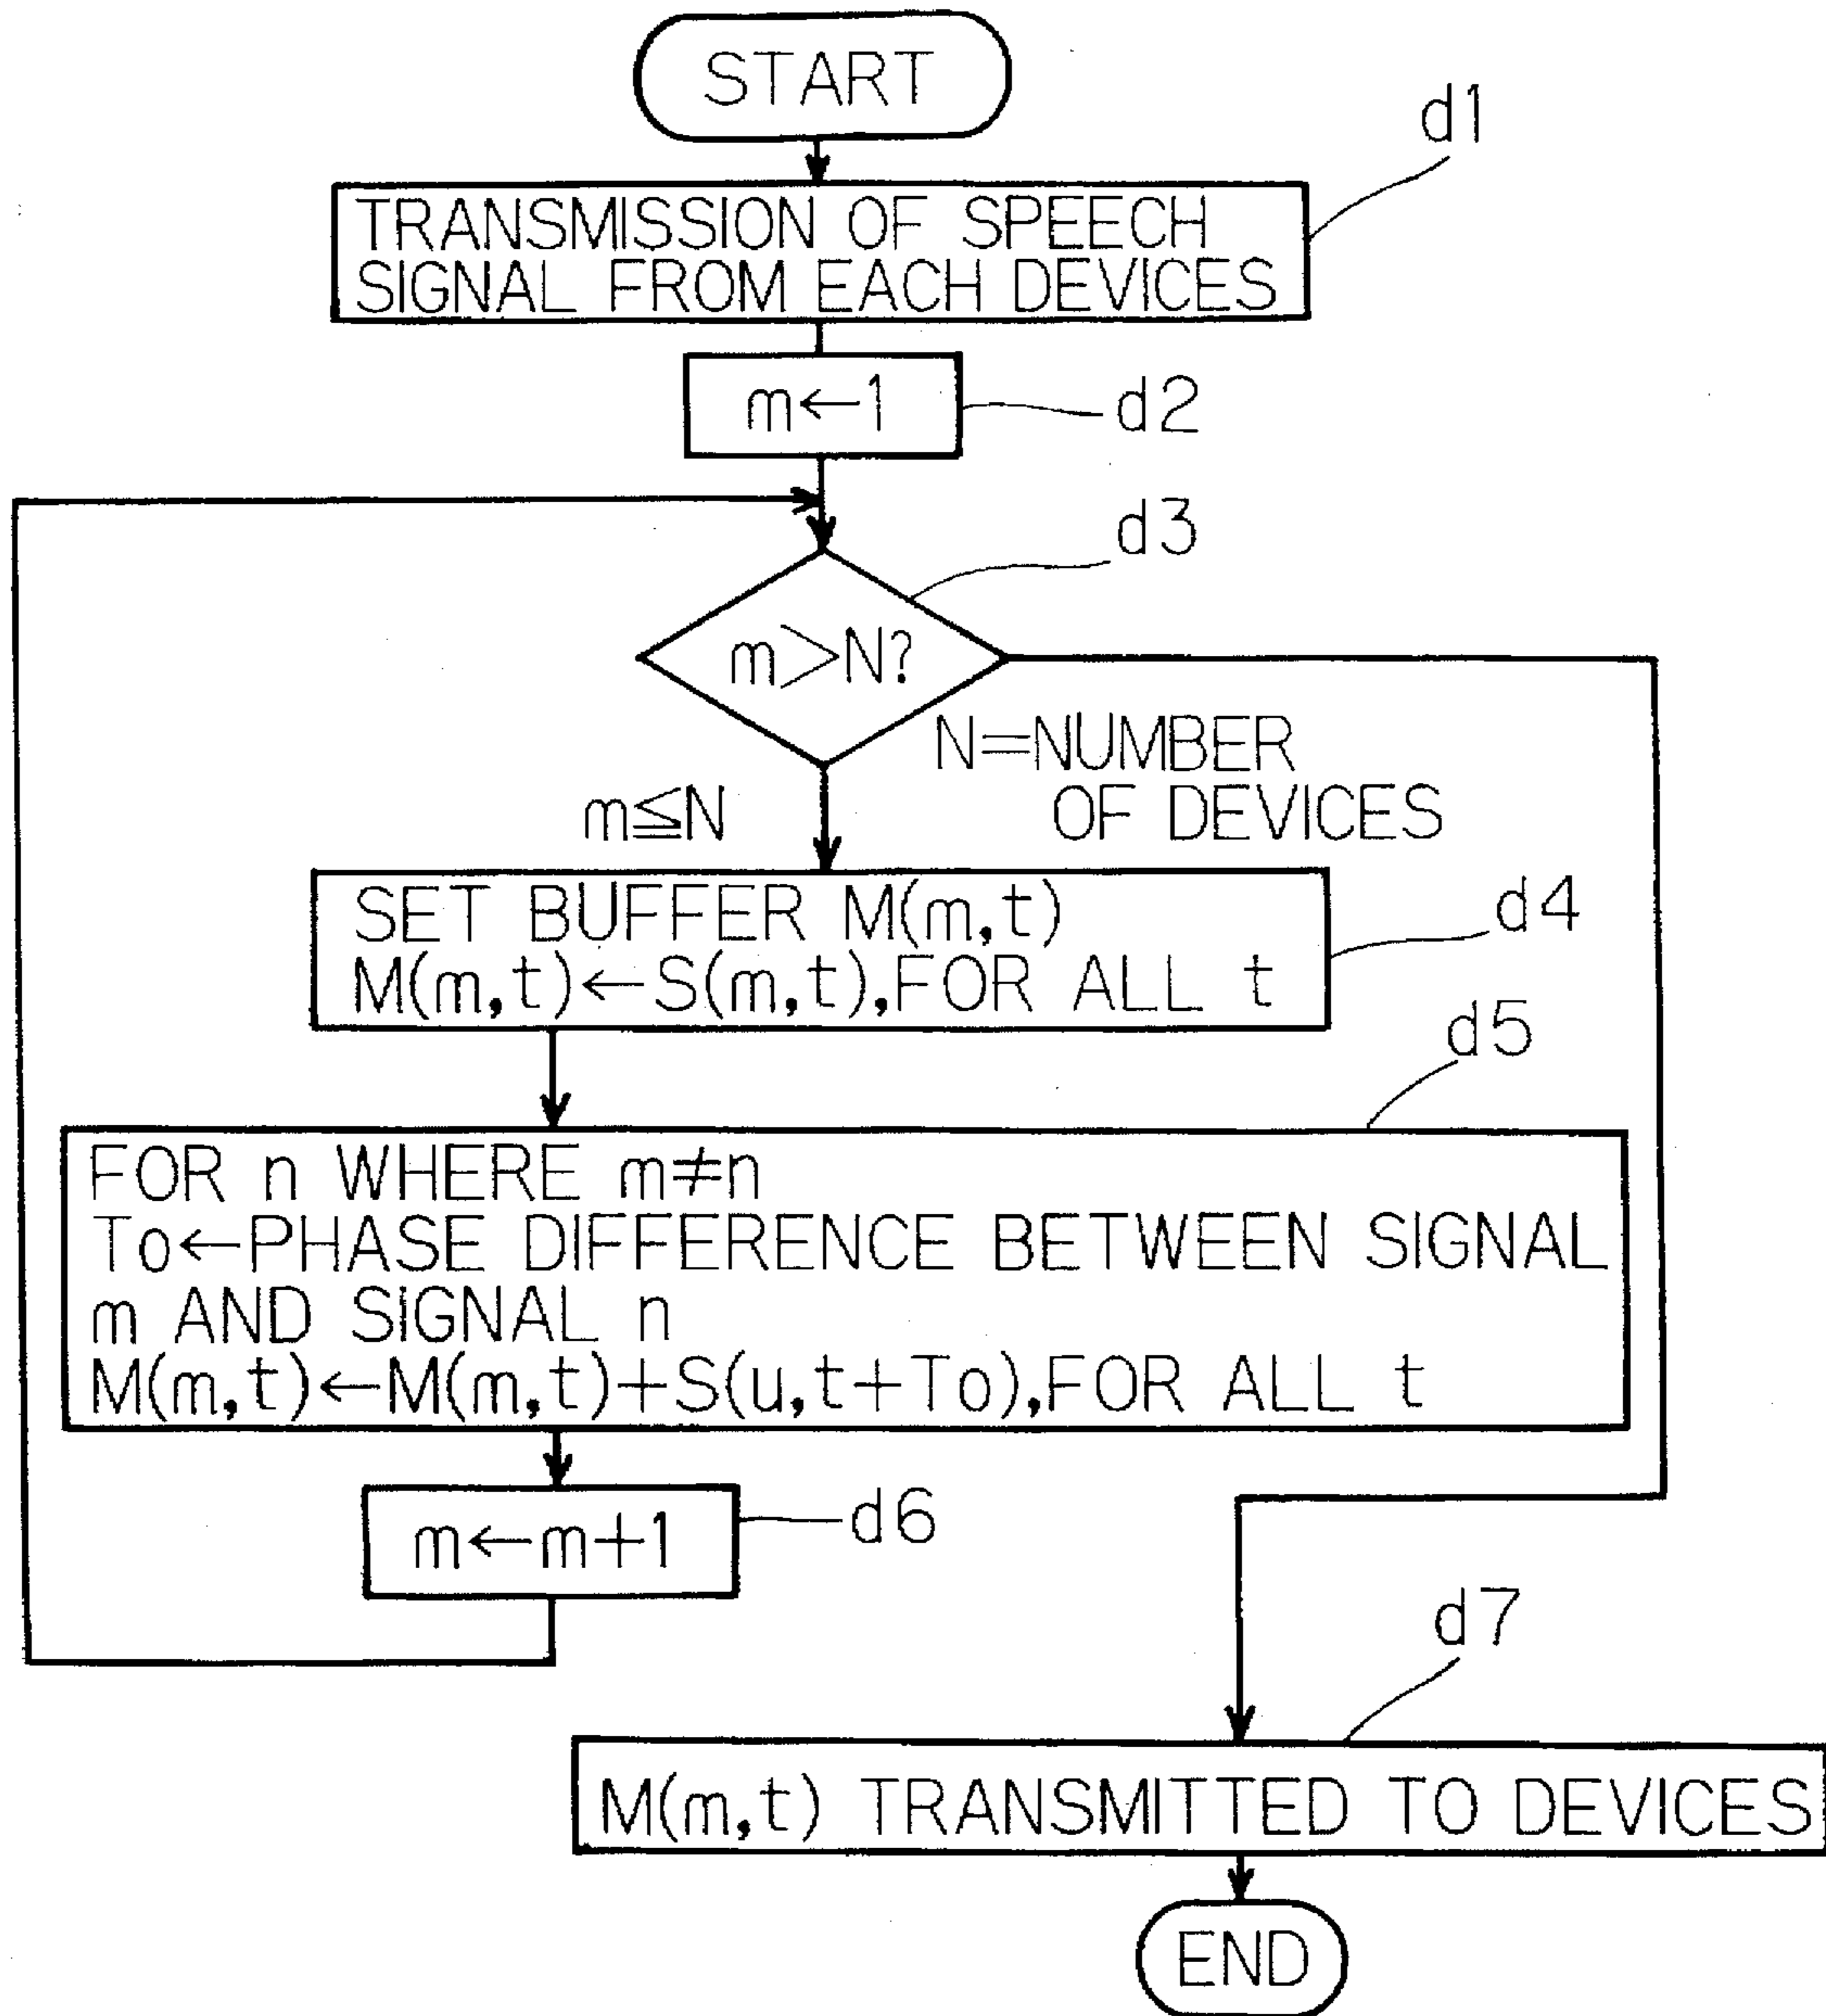 START
d1
TRANSMISSION OF SPEECH
SIGNAL FROM EACH DEVICES
m←1
d2
d3
m>N?
N=NUMBER
OF DEVICES
m≦N
SET BUFFER M(m,t)
M(m,t)←S(m,t),FOR ALL t
d4
d5
FOR n WHERE m≠n
To←PHASE DIFFERENCE BETWEEN SIGNAL
m AND SIGNAL n
M(m,t)←M(m,t)+S(u,t+To),FOR ALL t
m←m+1
d6
d7
M(m,t) TRANSMITTED TO DEVICES
END